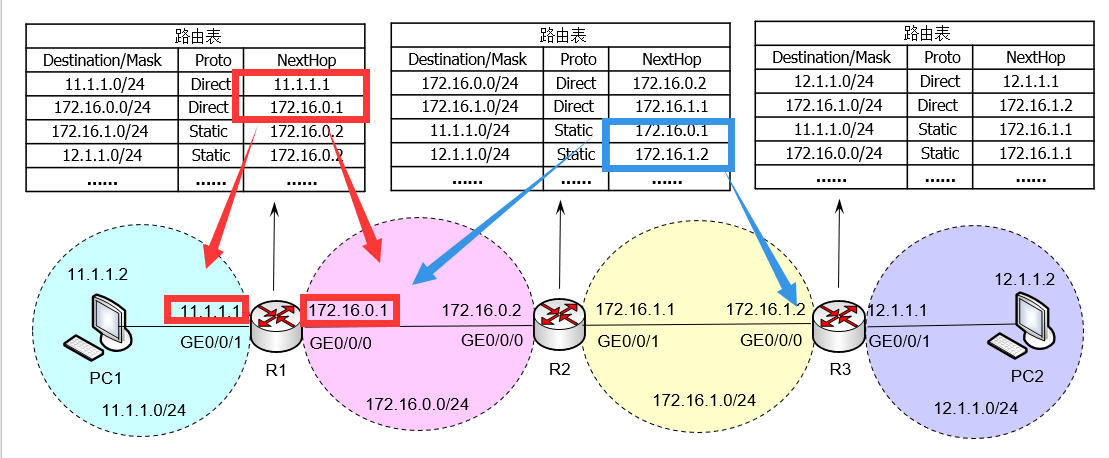 路由表
Destination/Mask Proto NextHop
11.1.1.0/24 Direct 11.1.1.1
172.16.0.0/24 Direct 172.16.0.1
172.16.1.0/24 Static 172.16.0.2
12.1.1.0/24 Static 172.16.0.2
...... ...... ......
路由表
Destination/Mask Proto NextHop
172.16.0.0/24 Direct 172.16.0.2
172.16.1.0/24 Direct 172.16.1.1
11.1.1.0/24 Static 172.16.0.1
12.1.1.0/24 Static 172.16.1.2
...... ...... ......
路由表
Destination/Mask Proto NextHop
12.1.1.0/24 Direct 12.1.1.1
172.16.1.0/24 Direct 172.16.1.2
11.1.1.0/24 Static 172.16.1.1
172.16.0.0/24 Static 172.16.1.1
...... ...... ......
11.1.1.2
PC1
11.1.1.1
GE0/0/1
11.1.1.0/24
R1
172.16.0.1
GE0/0/0
172.16.0.2
GE0/0/0
172.16.0.0/24
R2
172.16.1.1
GE0/0/1
172.16.1.2
GE0/0/0
172.16.1.0/24
R3
12.1.1.1
GE0/0/1
12.1.1.2
PC2
12.1.1.0/24